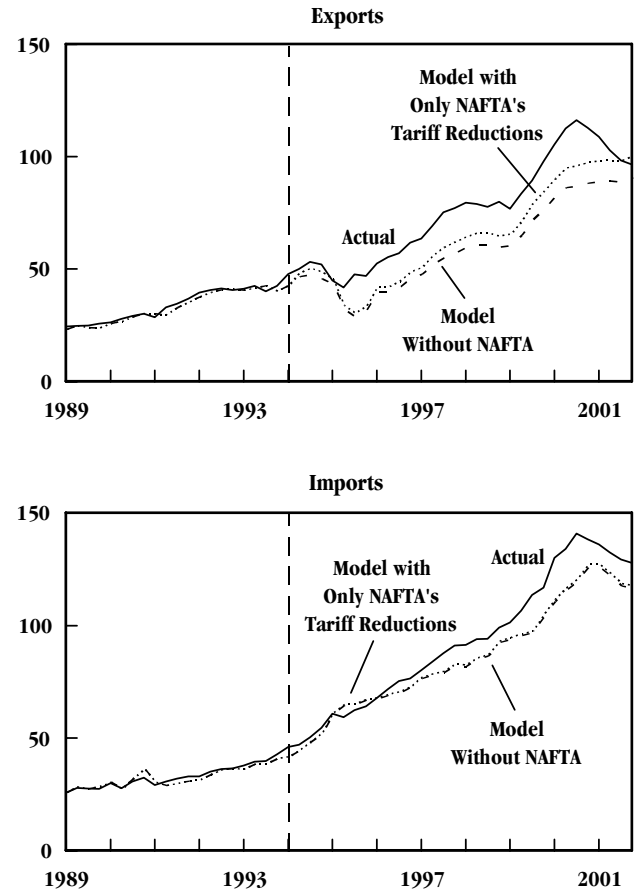 Exports
150
Model with
Only NAFTA's
Tariff Reductions
100
Actual
50
Model
Without NAFTA
0
1989 1993 1997 2001
Imports
150
Actual
Model with
Only NAFTA's
Tariff Reductions
100
Model
Without NAFTA
50
0
1989 1993 1997 2001